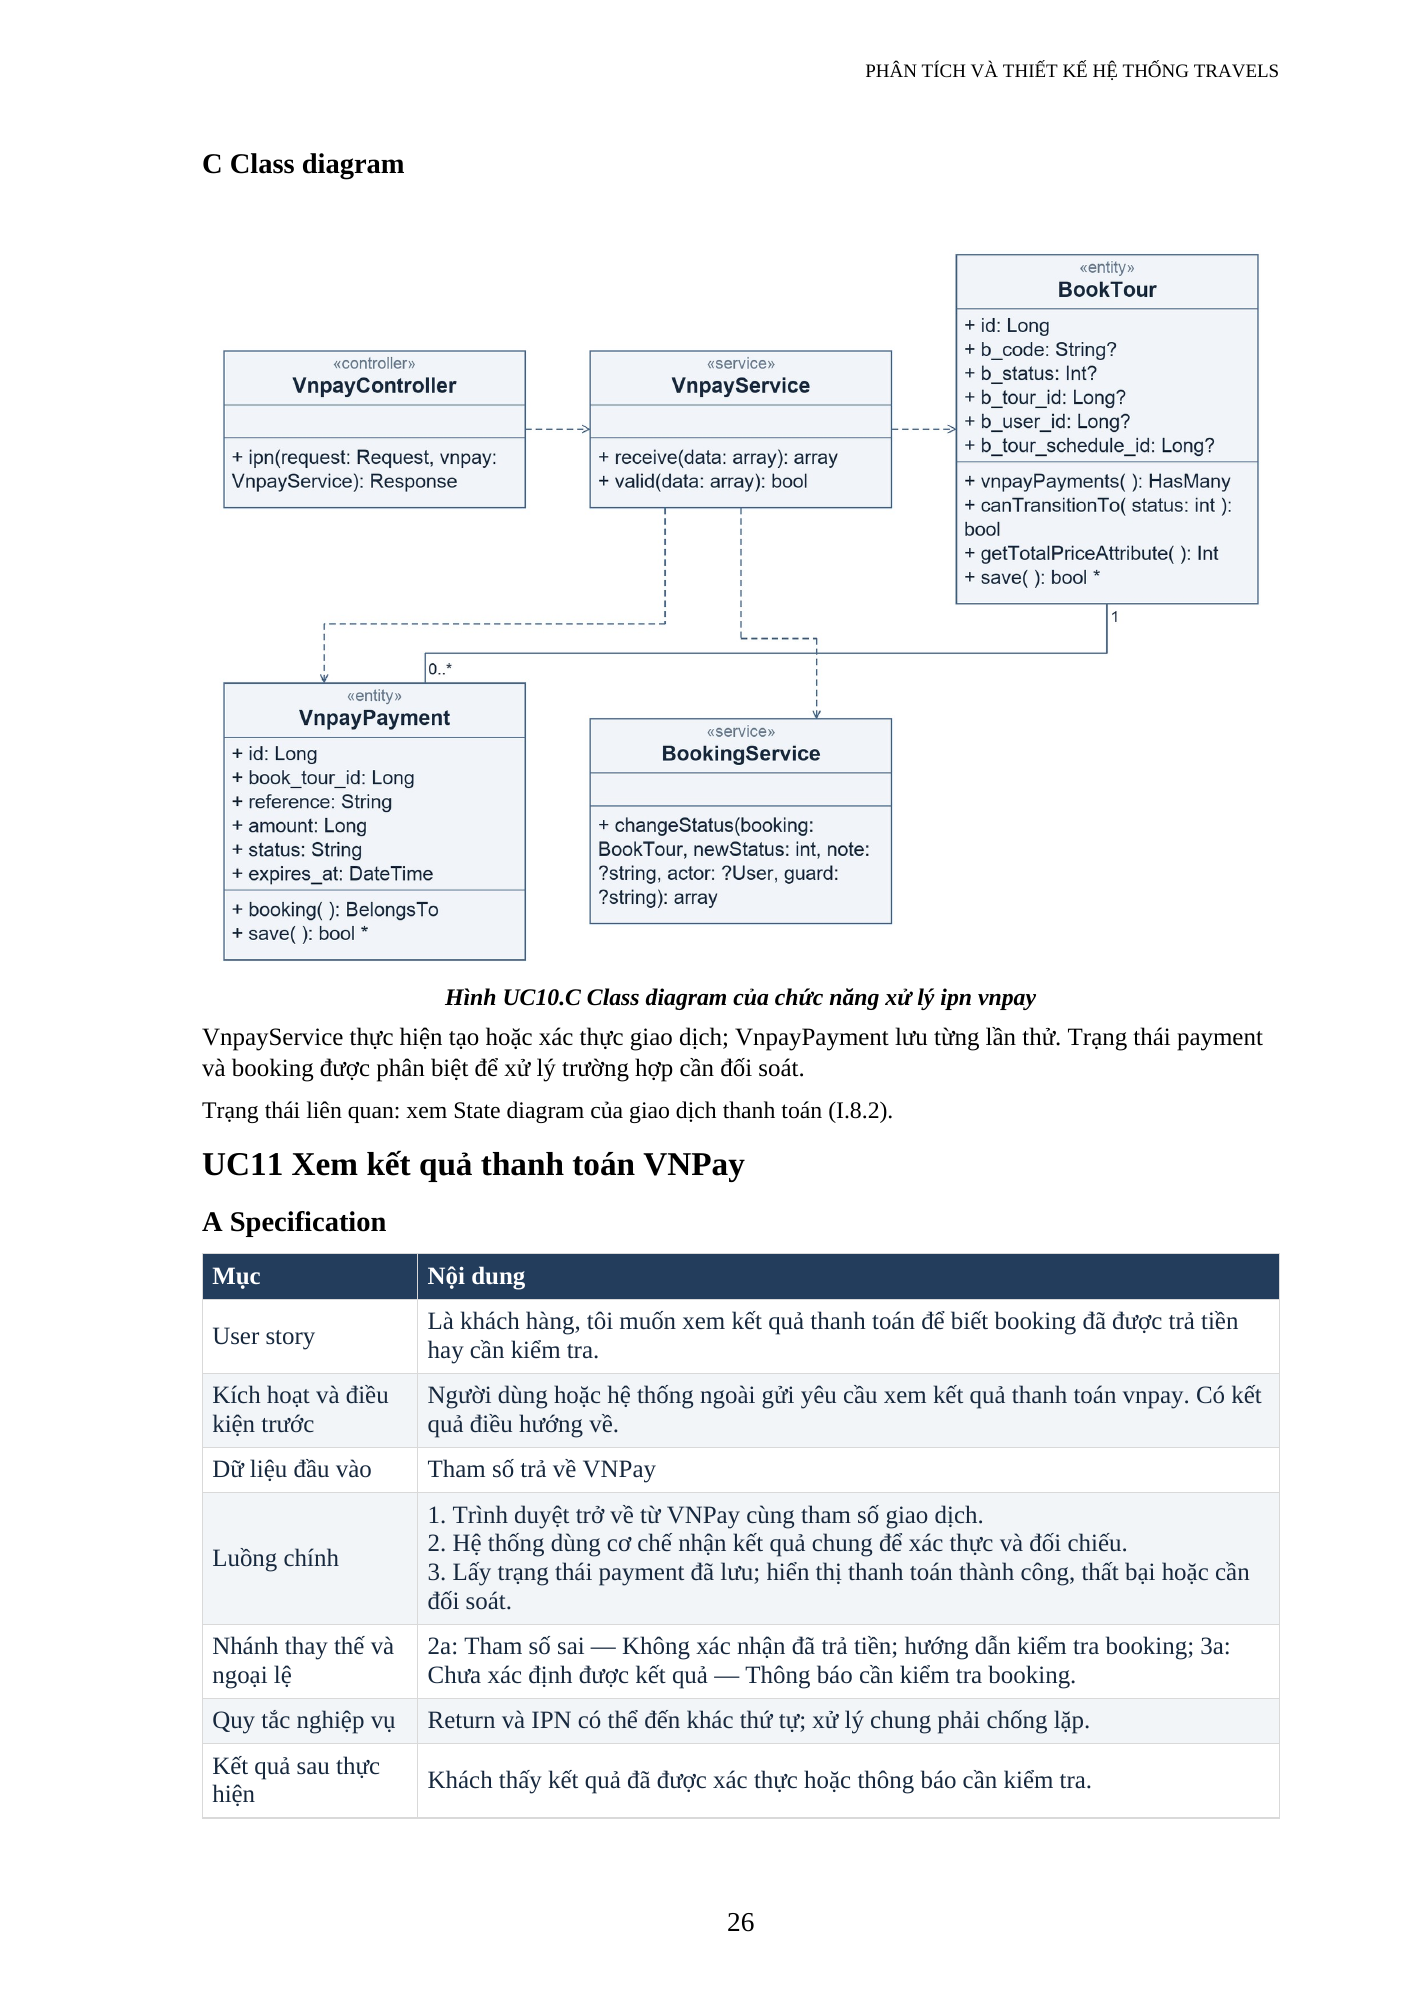 PHÂN TÍCH VÀ THIẾT KẾ HỆ THỐNG TRAVELS
C Class diagram
«entity»
BookTour
+ id: Long
+ b_code: String?
+ b_status: Int?
+ b_tour_id: Long?
+ b_user_id: Long?
+ b_tour_schedule_id: Long?
+ vnpayPayments( ): HasMany
+ canTransitionTo( status: int ):
bool
+ getTotalPriceAttribute( ): Int
+ save( ): bool *
«controller»
VnpayController
+ ipn(request: Request, vnpay:
VnpayService): Response
«service»
VnpayService
+ receive(data: array): array
+ valid(data: array): bool
1
0..*
«entity»
VnpayPayment
+ id: Long
+ book_tour_id: Long
+ reference: String
+ amount: Long
+ status: String
+ expires_at: DateTime
+ booking( ): BelongsTo
+ save( ): bool *
«service»
BookingService
+ changeStatus(booking:
BookTour, newStatus: int, note:
?string, actor: ?User, guard:
?string): array
Hình UC10.C Class diagram của chức năng xử lý ipn vnpay
VnpayService thực hiện tạo hoặc xác thực giao dịch; VnpayPayment lưu từng lần thử. Trạng thái payment
và booking được phân biệt để xử lý trường hợp cần đối soát.
Trạng thái liên quan: xem State diagram của giao dịch thanh toán (I.8.2).
UC11 Xem kết quả thanh toán VNPay
A Specification
Mục
Nội dung
User story
Là khách hàng, tôi muốn xem kết quả thanh toán để biết booking đã được trả tiền
hay cần kiểm tra.
Kích hoạt và điều
kiện trước
Người dùng hoặc hệ thống ngoài gửi yêu cầu xem kết quả thanh toán vnpay. Có kết
quả điều hướng về.
Dữ liệu đầu vào
Tham số trả về VNPay
Luồng chính
1. Trình duyệt trở về từ VNPay cùng tham số giao dịch.
2. Hệ thống dùng cơ chế nhận kết quả chung để xác thực và đối chiếu.
3. Lấy trạng thái payment đã lưu; hiển thị thanh toán thành công, thất bại hoặc cần
đối soát.
Nhánh thay thế và
ngoại lệ
2a: Tham số sai — Không xác nhận đã trả tiền; hướng dẫn kiểm tra booking; 3a:
Chưa xác định được kết quả — Thông báo cần kiểm tra booking.
Quy tắc nghiệp vụ
Return và IPN có thể đến khác thứ tự; xử lý chung phải chống lặp.
Kết quả sau thực
hiện
Khách thấy kết quả đã được xác thực hoặc thông báo cần kiểm tra.
26